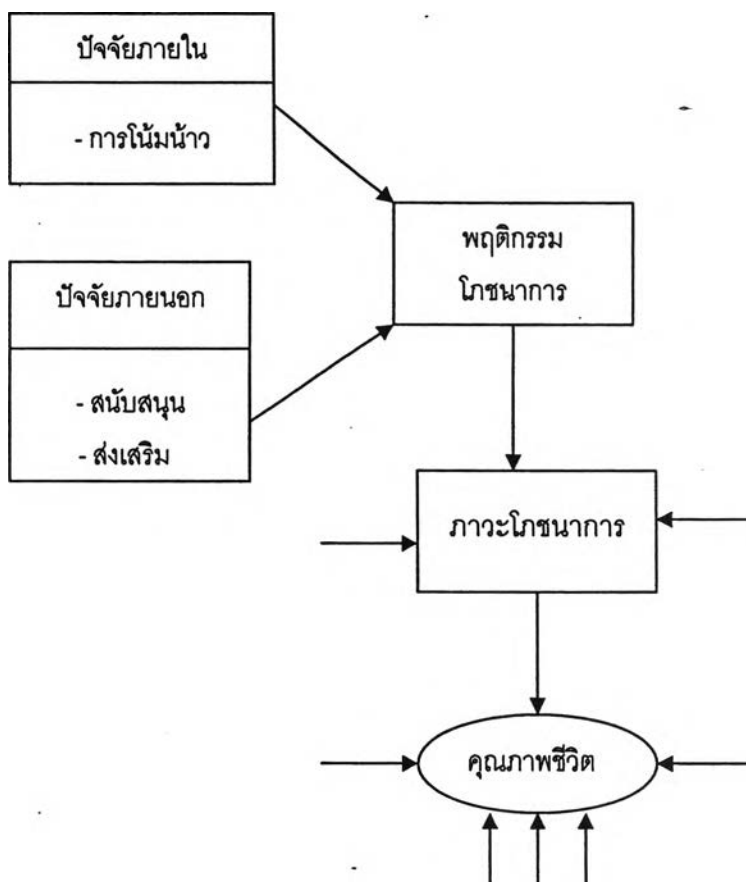 ปัจจัยภายใน
- การโน้มน้าว
พฤติกรรม
โภชนาการ
ปัจจัยภายนอก
- สนับสนุน
- ส่งเสริม
ภาวะโภชนาการ
คุณภาพชีวิต